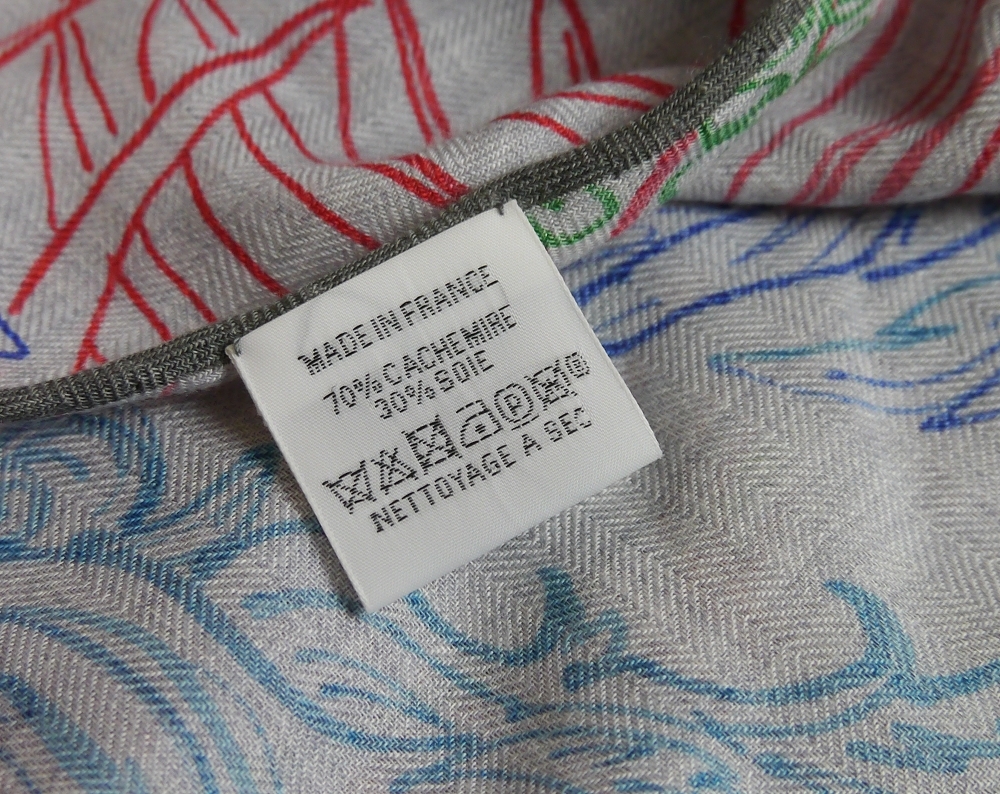 MADE IN FRANCE
70% CACHEMIRE
30% SOIE
NETTOYAGE A SEC